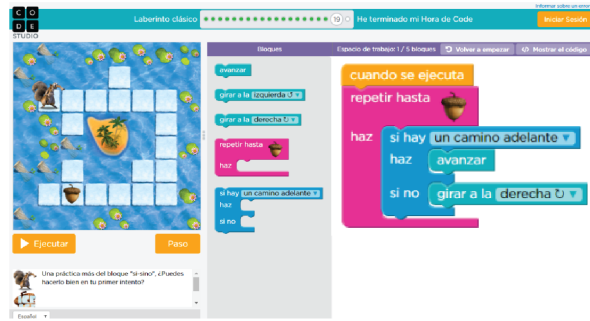 Informar sobre un error
C O
D E
STUDIO
Laberinto clásico
19
He terminado mi Hora de Code
Iniciar Sesión
Bloques
Espacio de trabajo: 1 / 5 bloques
Volver a empezar
Mostrar el código
avanzar
girar a la izquierda ↺ ▾
girar a la derecha ↻ ▾
repetir hasta
haz
si hay un camino adelante ▾
haz
si no
cuando se ejecuta
repetir hasta
haz
si hay un camino adelante ▾
haz
avanzar
si no
girar a la derecha ↻ ▾
Ejecutar
Paso
Una práctica más del bloque "si-sino", ¿Puedes
hacerlo bien en tu primer intento?
Español ▾